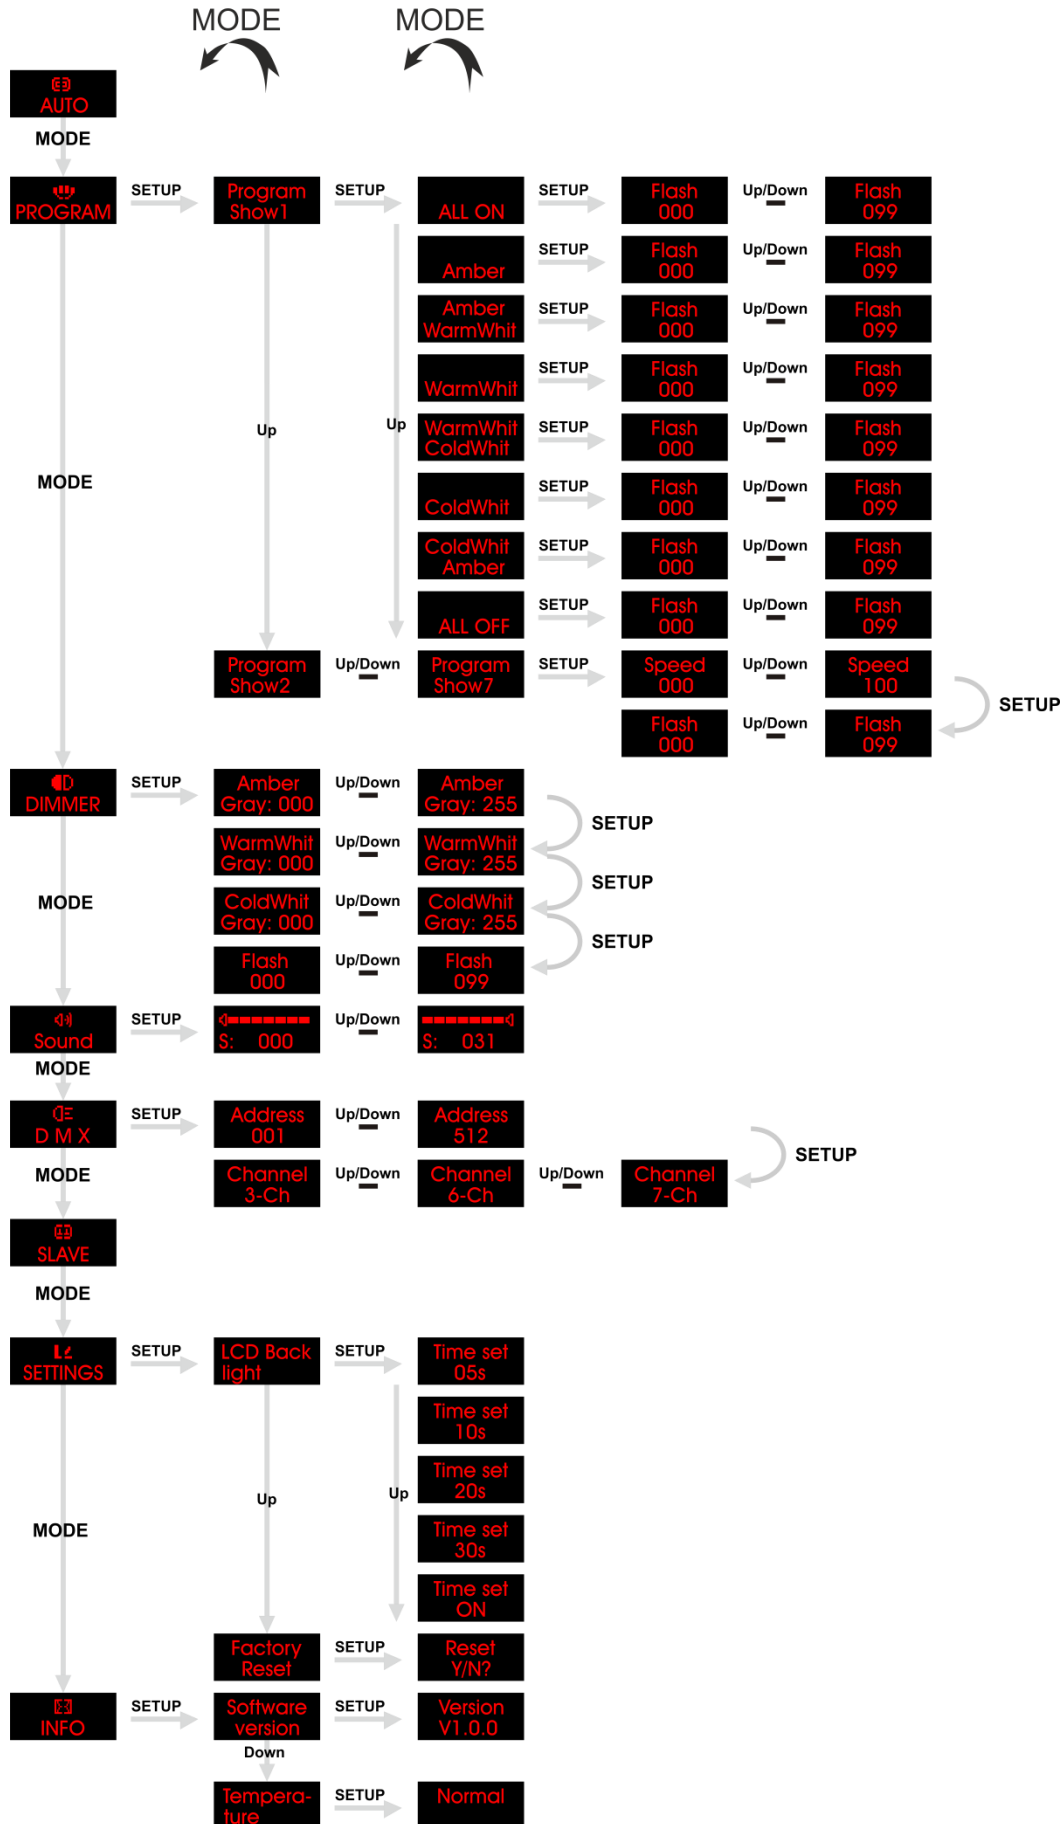 MODE MODE
AUTO
MODE
PROGRAM SETUP Program Show1 SETUP ALL ON SETUP Flash 000 Up/Down Flash 099
Amber SETUP Flash 000 Up/Down Flash 099
Amber WarmWhit SETUP Flash 000 Up/Down Flash 099
WarmWhit SETUP Flash 000 Up/Down Flash 099
Up Up WarmWhit ColdWhit SETUP Flash 000 Up/Down Flash 099
MODE ColdWhit SETUP Flash 000 Up/Down Flash 099
ColdWhit Amber SETUP Flash 000 Up/Down Flash 099
ALL OFF SETUP Flash 000 Up/Down Flash 099
Program Show2 Up/Down Program Show7 SETUP Speed 000 Up/Down Speed 100
SETUP
Flash 000 Up/Down Flash 099
DIMMER SETUP Amber Gray: 000 Up/Down Amber Gray: 255
SETUP
WarmWhit Gray: 000 Up/Down WarmWhit Gray: 255
SETUP
MODE ColdWhit Gray: 000 Up/Down ColdWhit Gray: 255
SETUP
Flash 000 Up/Down Flash 099
Sound SETUP S: 000 Up/Down S: 031
MODE
D M X SETUP Address 001 Up/Down Address 512
SETUP
MODE Channel 3-Ch Up/Down Channel 6-Ch Up/Down Channel 7-Ch
SLAVE
MODE
SETTINGS SETUP LCD Back light SETUP Time set 05s
Time set 10s
Time set 20s
Up Up
MODE Time set 30s
Time set ON
Factory Reset SETUP Reset Y/N?
INFO SETUP Software version SETUP Version V1.0.0
Down
Tempera-ture SETUP Normal